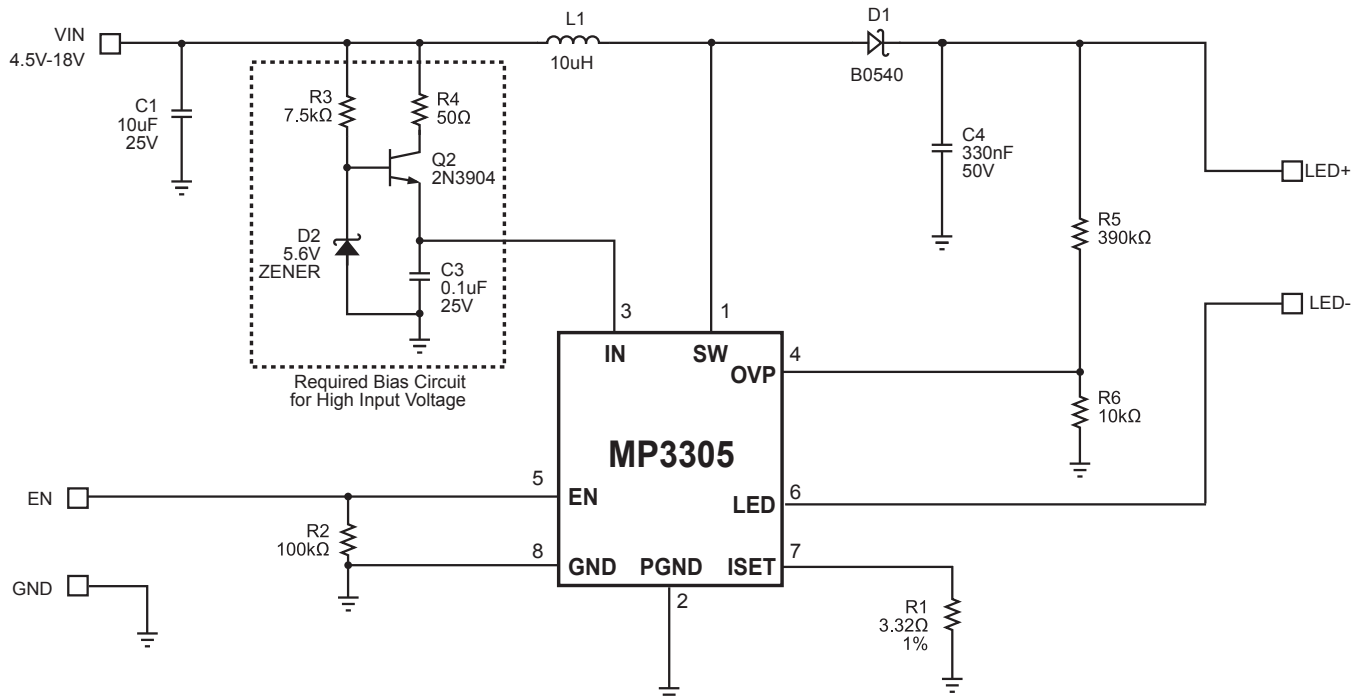 VIN
4.5V-18V
C1
10uF
25V
R3
7.5kΩ
R4
50Ω
Q2
2N3904
D2
5.6V
ZENER
C3
0.1uF
25V
Required Bias Circuit
for High Input Voltage
L1
10uH
D1
B0540
C4
330nF
50V
LED+
R5
390kΩ
LED-
R6
10kΩ
3
1
IN
SW
OVP
4
MP3305
EN
5
EN
LED
6
R2
100kΩ
8
GND
PGND
ISET
7
2
GND
R1
3.32Ω
1%